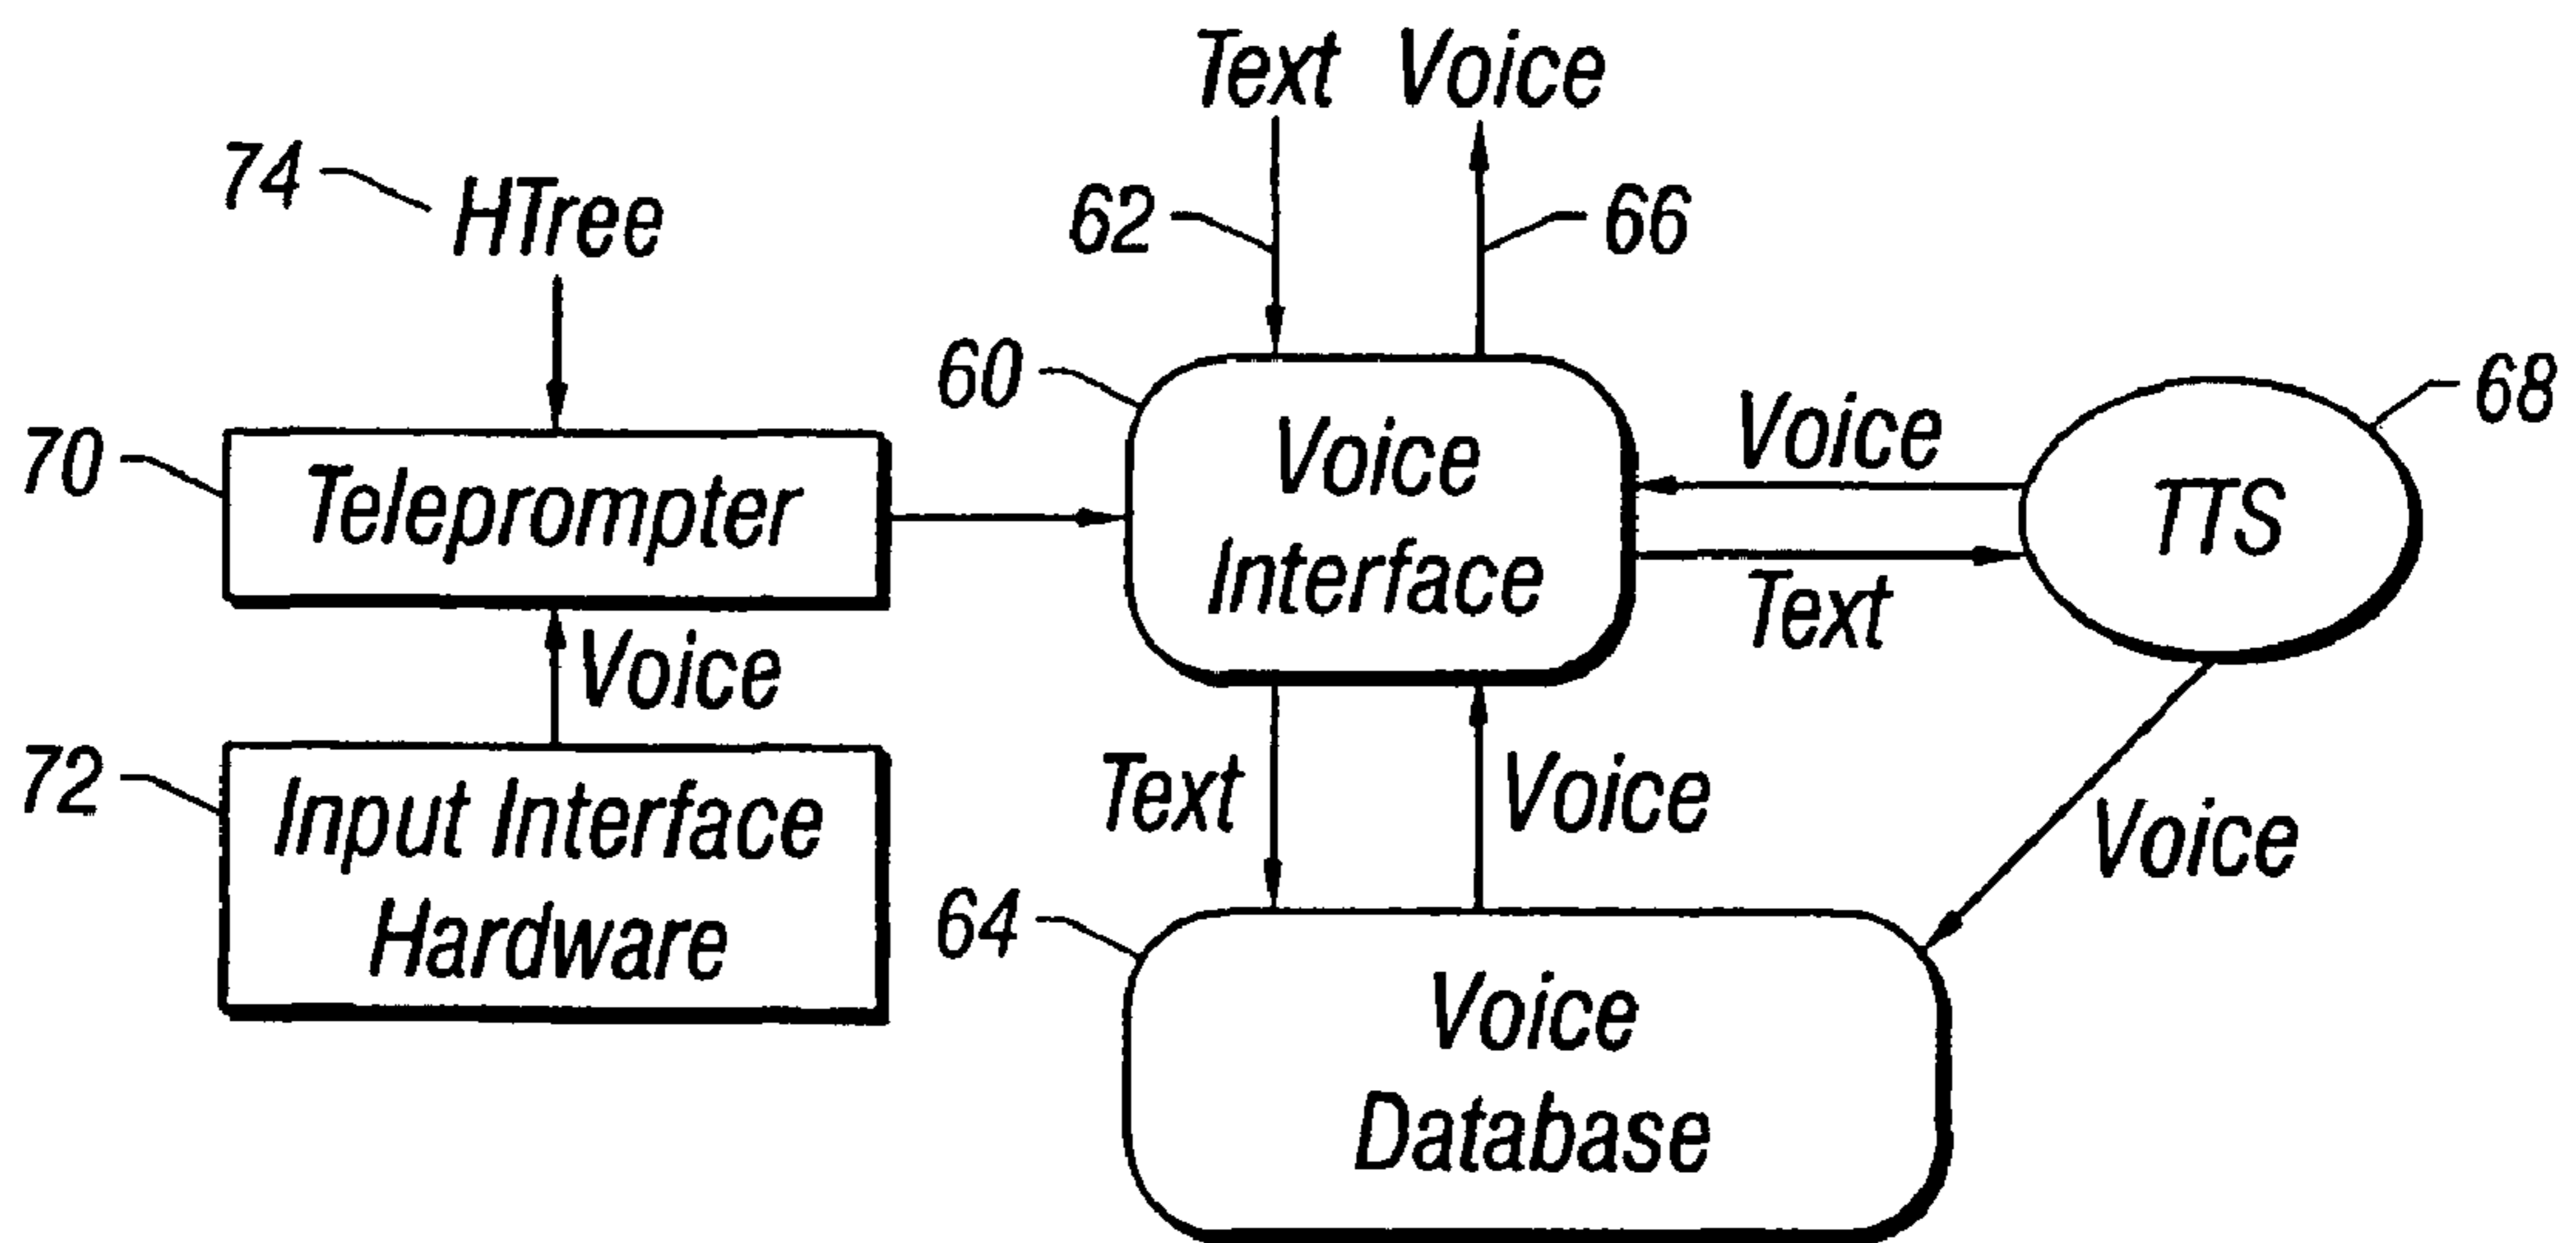 Text Voice
74 HTree
62 66
60
68
70 Teleprompter
Voice
Interface
Voice
Text
TTS
Voice
72 Input Interface
Hardware
Text Voice
Voice
64
Voice
Database